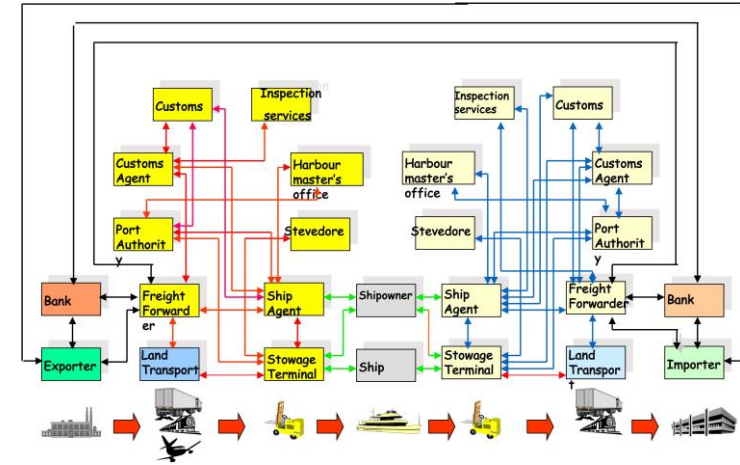 Customs
Inspection
services
Inspection
services
Customs
Customs
Agent
Harbour
master's
office
Harbour
master's
office
Customs
Agent
Port
Authorit
y
Stevedore
Stevedore
Port
Authorit
y
Bank
Freight
Forward
er
Ship
Agent
Shipowner
Ship
Agent
Freight
Forwarder
Bank
Exporter
Land
Transport
Stowage
Terminal
Ship
Stowage
Terminal
Land
Transpor
t
Importer